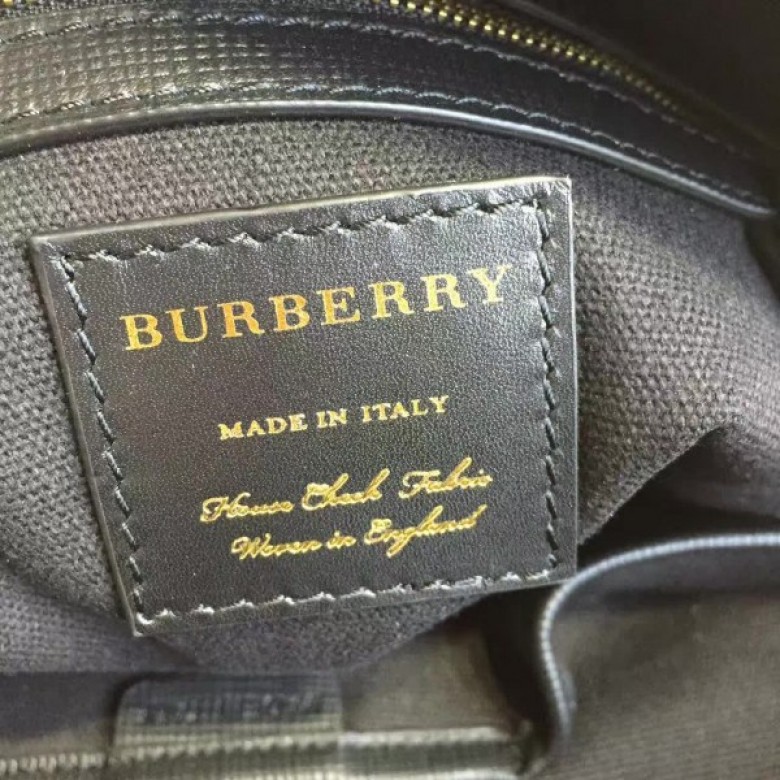 BURBERRY
MADE IN ITALY
House Check Fabric
Woven in England